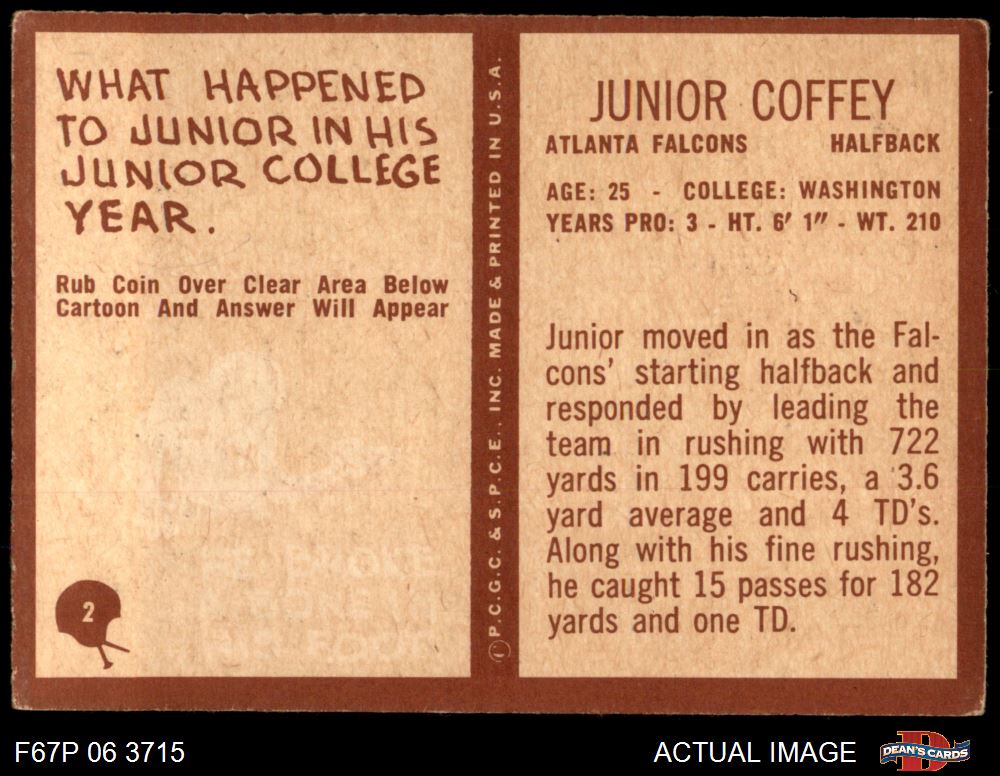 WHAT HAPPENED
TO JUNIOR IN HIS
JUNIOR COLLEGE
YEAR.
Rub Coin Over Clear Area Below
Cartoon And Answer Will Appear
2
© P.C.G.C. & S.P.C.E., INC. MADE & PRINTED IN U.S.A.
JUNIOR COFFEY
ATLANTA FALCONS HALFBACK
AGE: 25 - COLLEGE: WASHINGTON
YEARS PRO: 3 - HT. 6′ 1″ - WT. 210
Junior moved in as the Fal-
cons’ starting halfback and
responded by leading the
team in rushing with 722
yards in 199 carries, a 3.6
yard average and 4 TD's.
Along with his fine rushing,
he caught 15 passes for 182
yards and one TD.
F67P 06 3715
ACTUAL IMAGE
D
DEAN'S CARDS